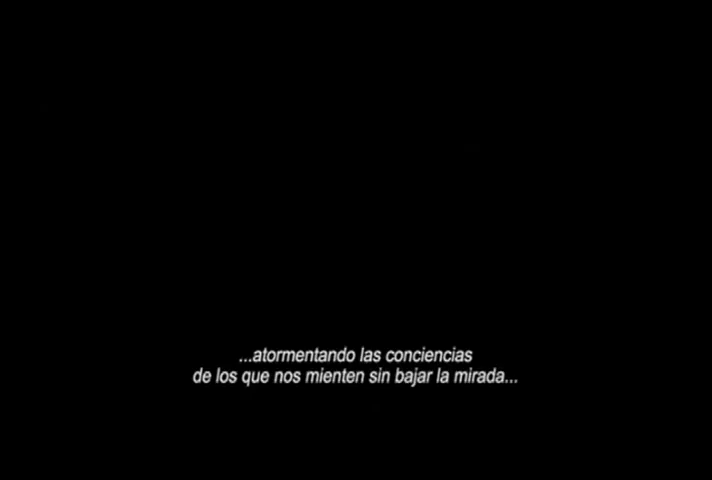 ...atormentando las conciencias
de los que nos mienten sin bajar la mirada...